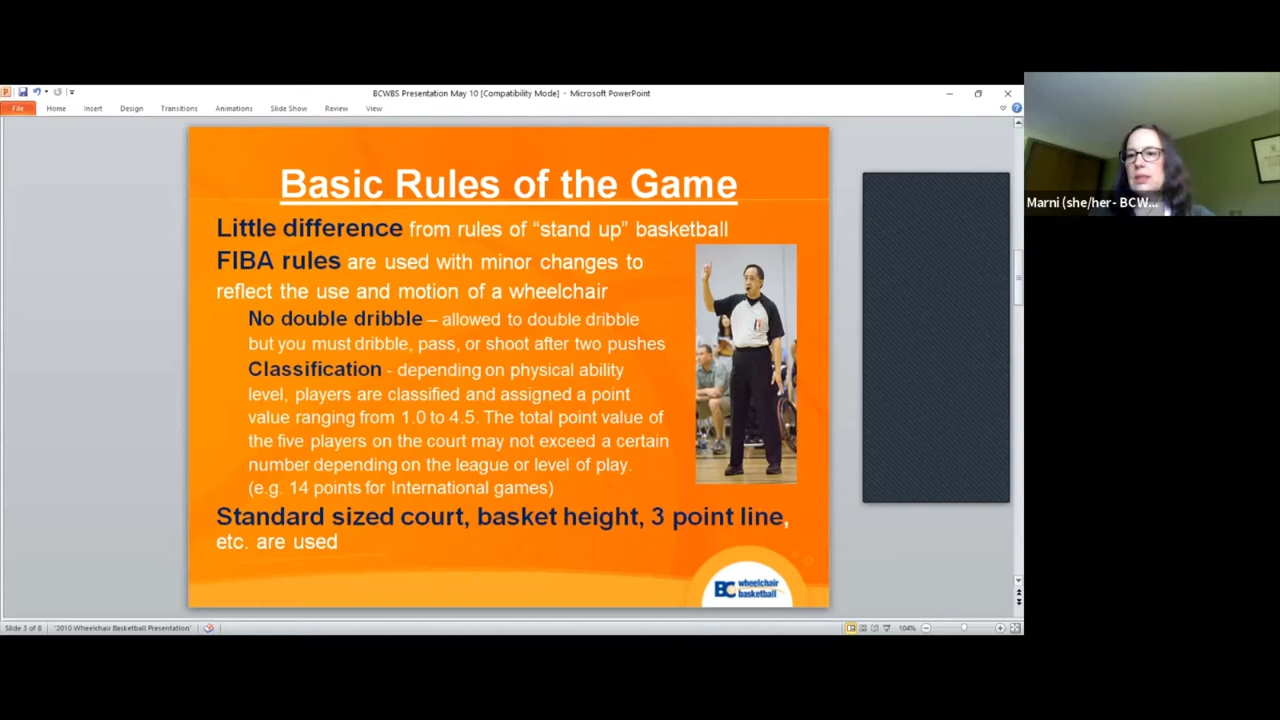 BCWBS Presentation May 10 [Compatibility Mode] - Microsoft PowerPoint
File Home Insert Design Transitions Animations Slide Show Review View
Basic Rules of the Game
Little difference from rules of “stand up” basketball
FIBA rules are used with minor changes to
reflect the use and motion of a wheelchair
No double dribble – allowed to double dribble
but you must dribble, pass, or shoot after two pushes
Classification - depending on physical ability
level, players are classified and assigned a point
value ranging from 1.0 to 4.5. The total point value of
the five players on the court may not exceed a certain
number depending on the league or level of play.
(e.g. 14 points for International games)
Standard sized court, basket height, 3 point line,
etc. are used
BC wheelchair
basketball
Marni (she/her- BCW...
Slide 3 of 8 "2010 Wheelchair Basketball Presentation" 104%